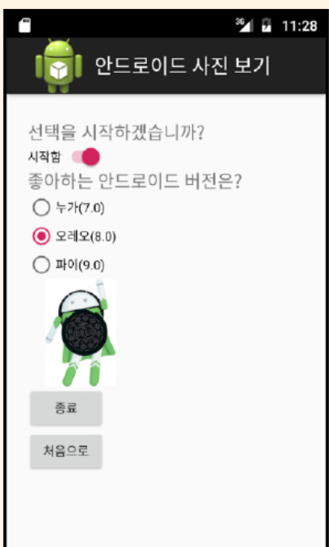 3G 11:28
안드로이드 사진 보기
선택을 시작하겠습니까?
시작함
좋아하는 안드로이드 버전은?
누가(7.0)
오레오(8.0)
파이(9.0)
종료
처음으로